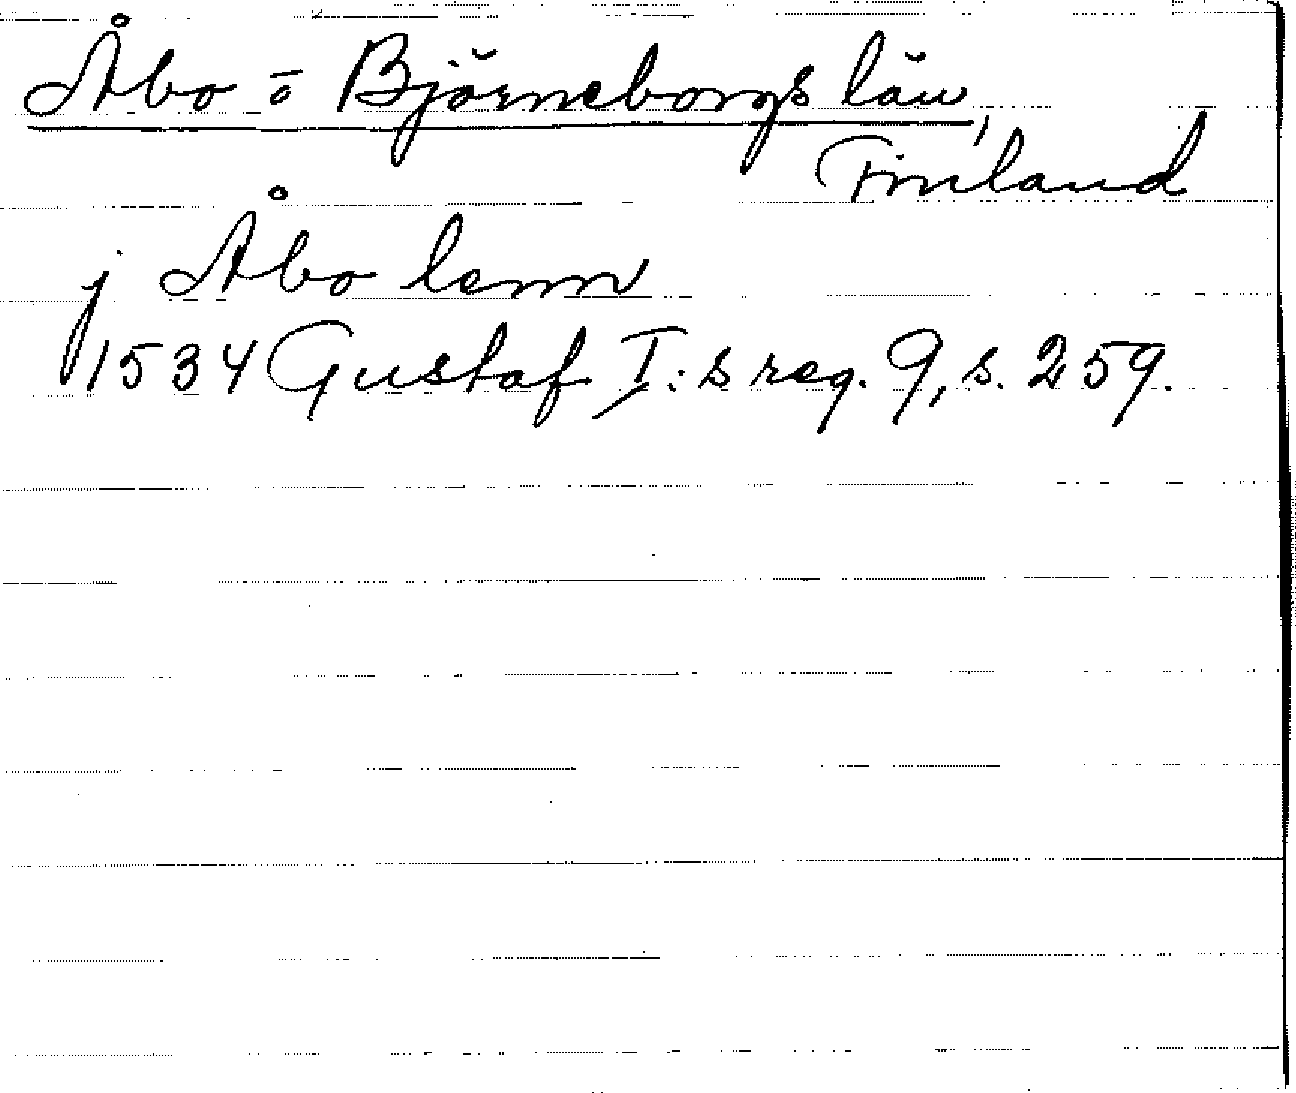 Åbo o Björneborgs län,
Finland
j Åbo lenn
1534 Gustaf I:s reg. 9, s. 259.